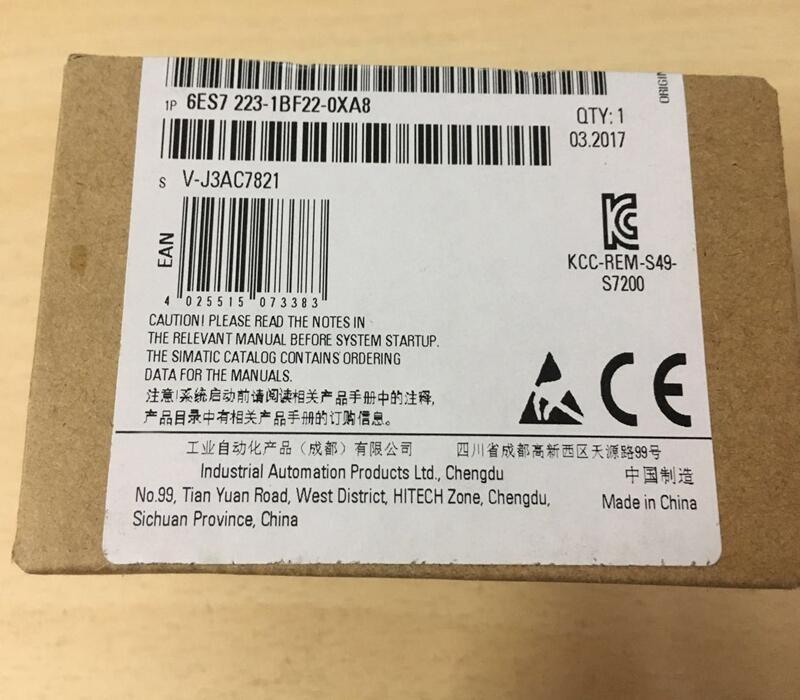 ORIGIN
1P 6ES7 223-1BF22-0XA8
QTY: 1
03.2017
S V-J3AC7821
EAN
4 025515 073383
KCC-REM-S49-
S7200
CAUTION! PLEASE READ THE NOTES IN
THE RELEVANT MANUAL BEFORE SYSTEM STARTUP.
THE SIMATIC CATALOG CONTAINS ORDERING
DATA FOR THE MANUALS.
注意!系统启动前请阅读相关产品手册中的注释,
产品目录中有相关产品手册的订购信息。
CE
工业自动化产品（成都）有限公司 四川省成都高新西区天源路99号
Industrial Automation Products Ltd., Chengdu
中国制造
No.99, Tian Yuan Road, West District, HITECH Zone, Chengdu,
Made in China
Sichuan Province, China